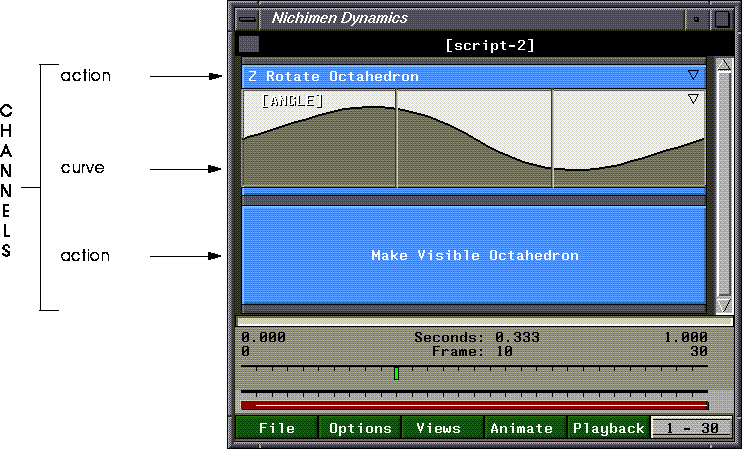 Nichimen Dynamics
[script-2]
action
Z Rotate Octahedron
[ANGLE]
CHANNELS
curve
action
Make Visible Octahedron
0.000 Seconds: 0.333 1.000
0 Frame: 10 30
File Options Views Animate Playback 1 - 30